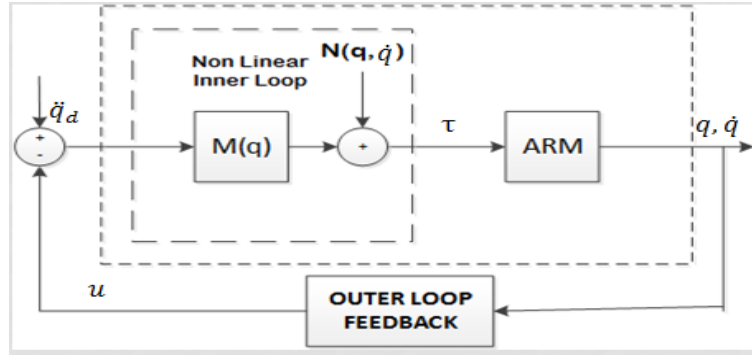 Non Linear
Inner Loop
N(q, q̇)
q̈d
+
-
M(q)
+
τ
ARM
q, q̇
u
OUTER LOOP
FEEDBACK